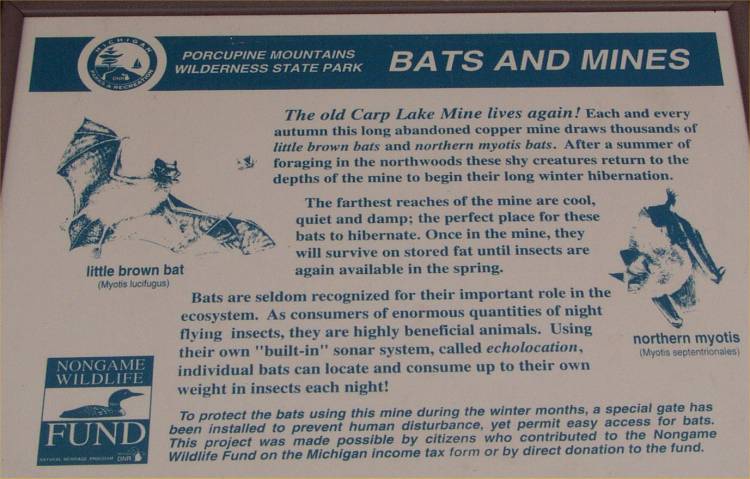 MICHIGAN
PARKS & RECREATION
DNR
PORCUPINE MOUNTAINS
WILDERNESS STATE PARK
BATS AND MINES
The old Carp Lake Mine lives again! Each and every
autumn this long abandoned copper mine draws thousands of
little brown bats and northern myotis bats. After a summer of
foraging in the northwoods these shy creatures return to the
depths of the mine to begin their long winter hibernation.
The farthest reaches of the mine are cool,
quiet and damp; the perfect place for these
bats to hibernate. Once in the mine, they
will survive on stored fat until insects are
again available in the spring.
little brown bat
(Myotis lucifugus)
Bats are seldom recognized for their important role in the
ecosystem. As consumers of enormous quantities of night
flying insects, they are highly beneficial animals. Using
their own "built-in" sonar system, called echolocation,
individual bats can locate and consume up to their own
weight in insects each night!
northern myotis
(Myotis septentrionales)
NONGAME
WILDLIFE
FUND
NATURAL HERITAGE PROGRAM
DNR
To protect the bats using this mine during the winter months, a special gate has
been installed to prevent human disturbance, yet permit easy access for bats.
This project was made possible by citizens who contributed to the Nongame
Wildlife Fund on the Michigan income tax form or by direct donation to the fund.